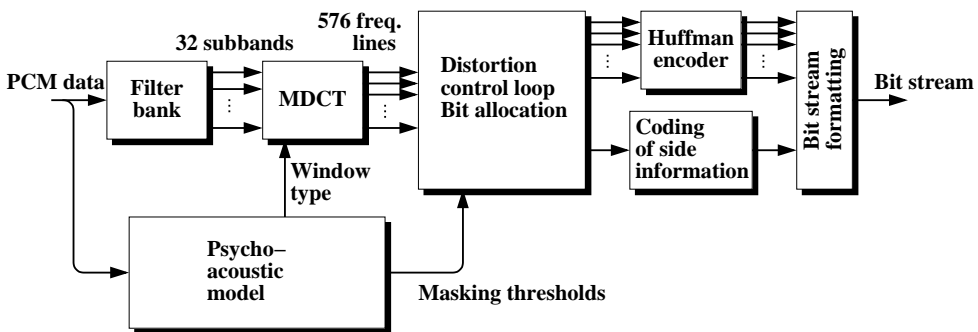 PCM data
Filter
bank
32 subbands
MDCT
576 freq.
lines
Distortion
control loop
Bit allocation
Huffman
encoder
Coding
of side
information
Bit stream
formatting
Bit stream
Window
type
Psycho–
acoustic
model
Masking thresholds